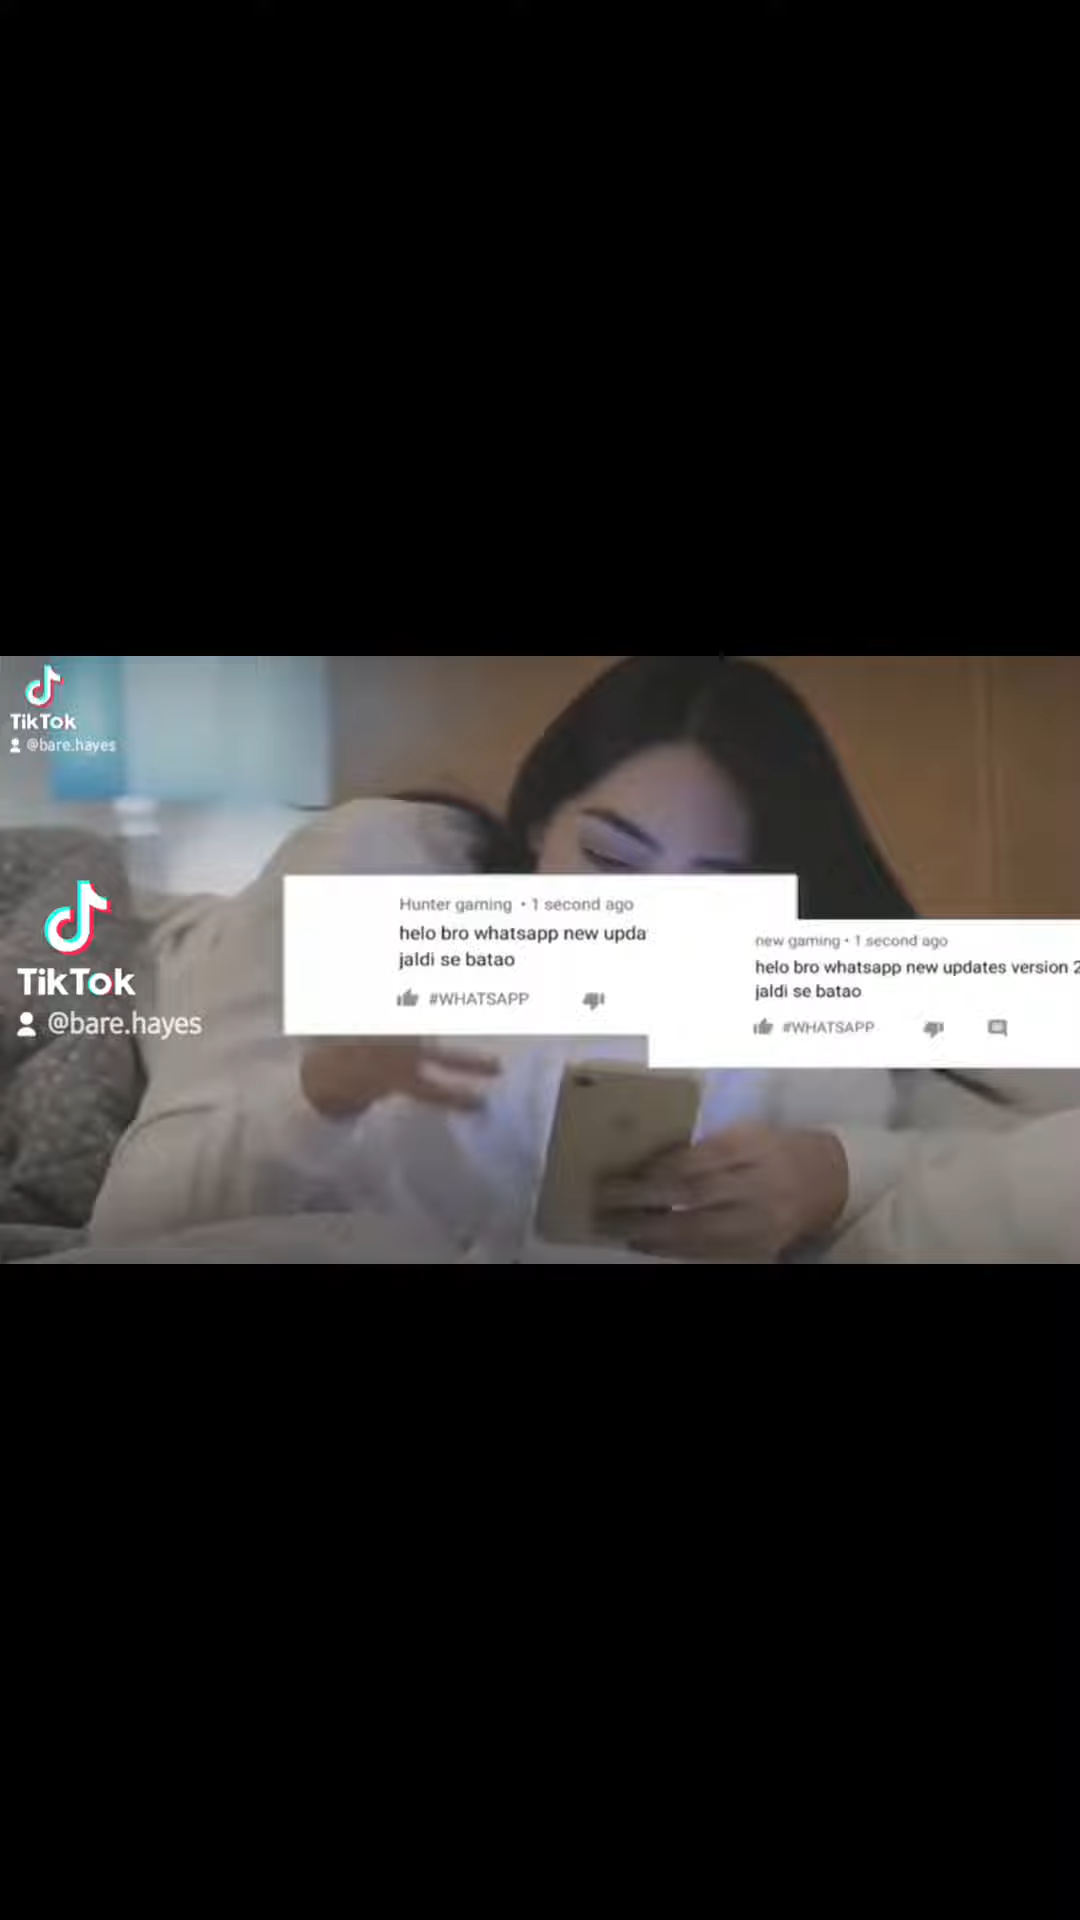 TikTok
@bare.hayes
TikTok
@bare.hayes
Hunter gaming • 1 second ago
helo bro whatsapp new
jaldi se batao
#WHATSAPP
new gaming • 1 second ago
helo bro whatsapp new updates version
jaldi se batao
#WHATSAPP